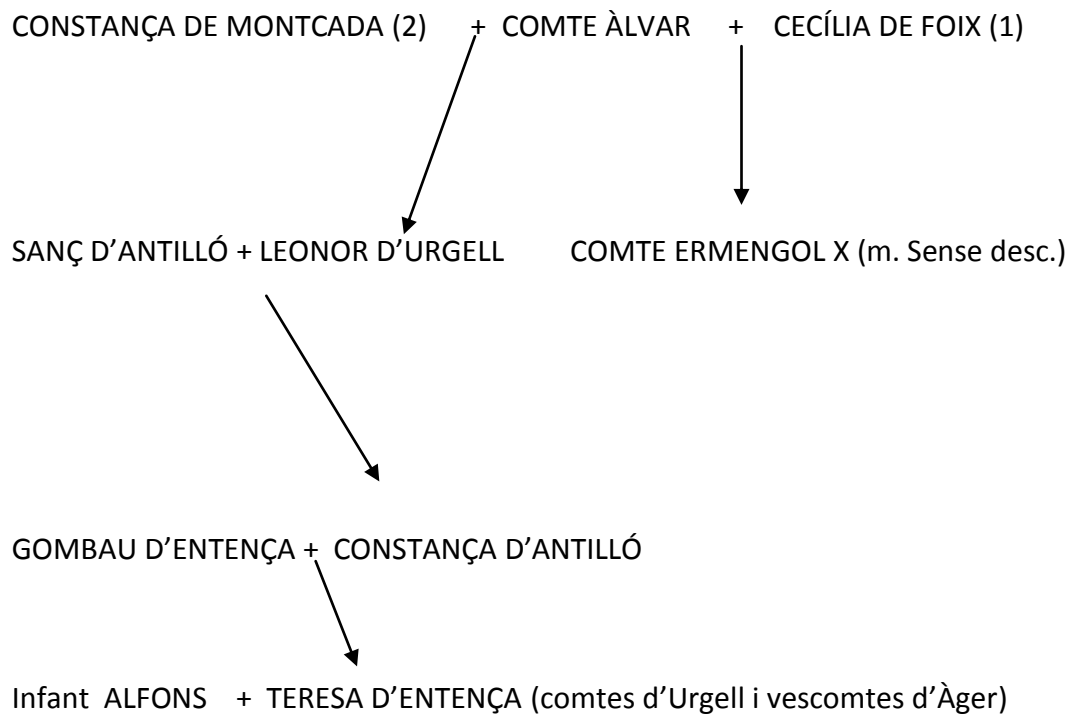 CONSTANÇA DE MONTCADA (2) + COMTE ÀLVAR + CECÍLIA DE FOIX (1)
SANÇ D’ANTILLÓ + LEONOR D’URGELL COMTE ERMENGOL X (m. Sense desc.)
GOMBAU D’ENTENÇA + CONSTANÇA D’ANTILLÓ
Infant ALFONS + TERESA D’ENTENÇA (comtes d’Urgell i vescomtes d’Àger)